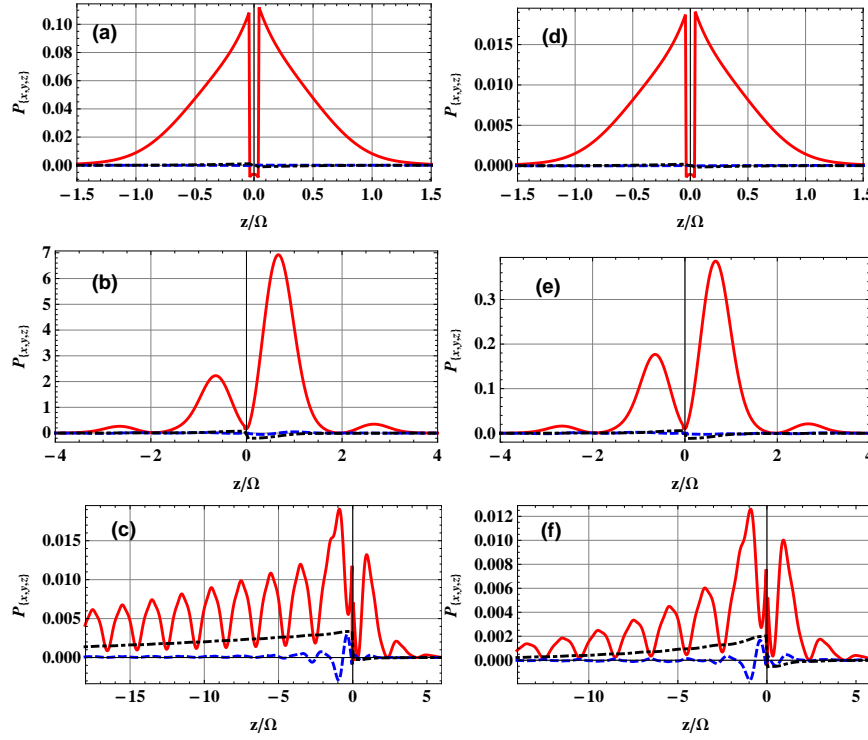 (a)
P{x,y,z}
0.10
0.08
0.06
0.04
0.02
0.00
−1.5 −1.0 −0.5 0.0 0.5 1.0 1.5
z/Ω
(d)
P{x,y,z}
0.015
0.010
0.005
0.000
−1.5 −1.0 −0.5 0.0 0.5 1.0 1.5
z/Ω
(b)
P{x,y,z}
7
6
5
4
3
2
1
0
−4 −2 0 2 4
z/Ω
(e)
P{x,y,z}
0.3
0.2
0.1
0.0
−4 −2 0 2 4
z/Ω
(c)
P{x,y,z}
0.015
0.010
0.005
0.000
−15 −10 −5 0 5
z/Ω
(f)
P{x,y,z}
0.012
0.010
0.008
0.006
0.004
0.002
0.000
−10 −5 0 5
z/Ω